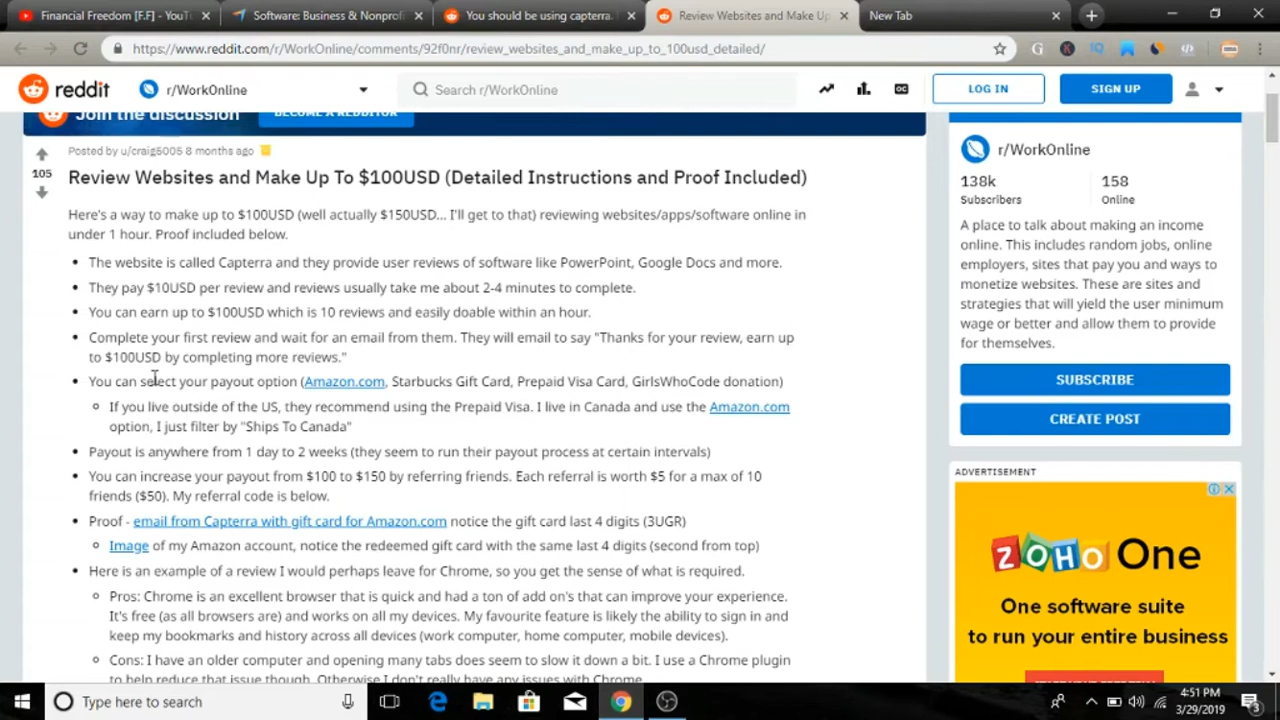 Financial Freedom [F.F] - YouT
Software: Business & Nonprofi
You should be using capterra.
Review Websites and Make Up
New Tab
https://www.reddit.com/r/WorkOnline/comments/92f0nr/review_websites_and_make_up_to_100usd_detailed/
reddit
r/WorkOnline
Search r/WorkOnline
LOG IN
SIGN UP
Join the discussion
BECOME A REDDITOR
Posted by u/craig5005 8 months ago
105
Review Websites and Make Up To $100USD (Detailed Instructions and Proof Included)
Here's a way to make up to $100USD (well actually $150USD... I'll get to that) reviewing websites/apps/software online in
under 1 hour. Proof included below.
The website is called Capterra and they provide user reviews of software like PowerPoint, Google Docs and more.
They pay $10USD per review and reviews usually take me about 2-4 minutes to complete.
You can earn up to $100USD which is 10 reviews and easily doable within an hour.
Complete your first review and wait for an email from them. They will email to say "Thanks for your review, earn up
to $100USD by completing more reviews."
You can select your payout option (Amazon.com, Starbucks Gift Card, Prepaid Visa Card, GirlsWhoCode donation)
If you live outside of the US, they recommend using the Prepaid Visa. I live in Canada and use the Amazon.com
option, I just filter by "Ships To Canada"
Payout is anywhere from 1 day to 2 weeks (they seem to run their payout process at certain intervals)
You can increase your payout from $100 to $150 by referring friends. Each referral is worth $5 for a max of 10
friends ($50). My referral code is below.
Proof - email from Capterra with gift card for Amazon.com notice the gift card last 4 digits (3UGR)
Image of my Amazon account, notice the redeemed gift card with the same last 4 digits (second from top)
Here is an example of a review I would perhaps leave for Chrome, so you get the sense of what is required.
Pros: Chrome is an excellent browser that is quick and had a ton of add on's that can improve your experience.
It's free (as all browsers are) and works on all my devices. My favourite feature is likely the ability to sign in and
keep my bookmarks and history across all devices (work computer, home computer, mobile devices).
Cons: I have an older computer and opening many tabs does seem to slow it down a bit. I use a Chrome plugin
to help reduce that issue though. Otherwise I don't really have any issues with Chrome.
r/WorkOnline
138k
158
Subscribers
Online
A place to talk about making an income
online. This includes random jobs, online
employers, sites that pay you and ways to
monetize websites. These are sites and
strategies that will yield the user minimum
wage or better and allow them to provide
for themselves.
SUBSCRIBE
CREATE POST
ADVERTISEMENT
ZOHO One
One software suite
to run your entire business
Type here to search
4:51 PM
3/29/2019
3